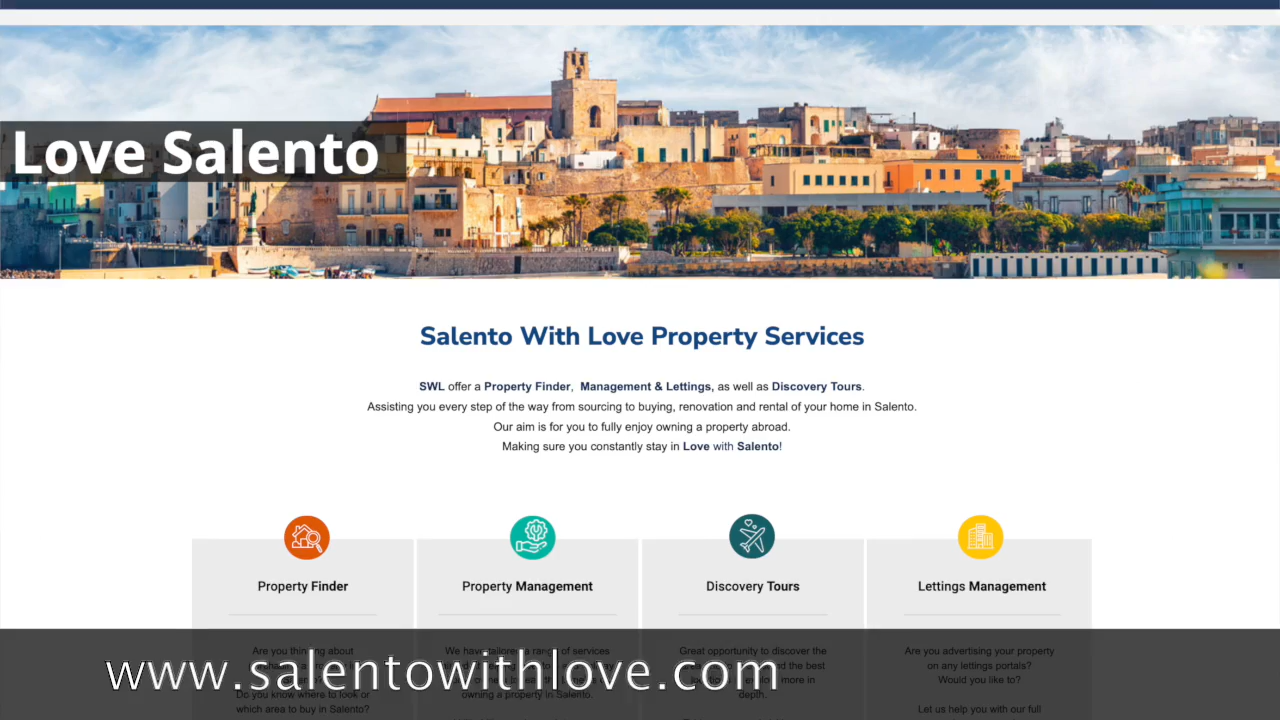 Love Salento
Salento With Love Property Services
SWL offer a Property Finder, Management & Lettings, as well as Discovery Tours.
Assisting you every step of the way from sourcing to buying, renovation and rental of your home in Salento.
Our aim is for you to fully enjoy owning a property abroad.
Making sure you constantly stay in Love with Salento!
Property Finder
Property Management
Discovery Tours
Lettings Management
Are you thinking about
Do you know where to look or
which area to buy in Salento?
We have tailored a range of services
owning a property in Salento.
Great opportunity to discover the
the best
more in
depth.
Are you advertising your property
on any lettings portals?
Would you like to?
Let us help you with our full
www.salentowithlove.com